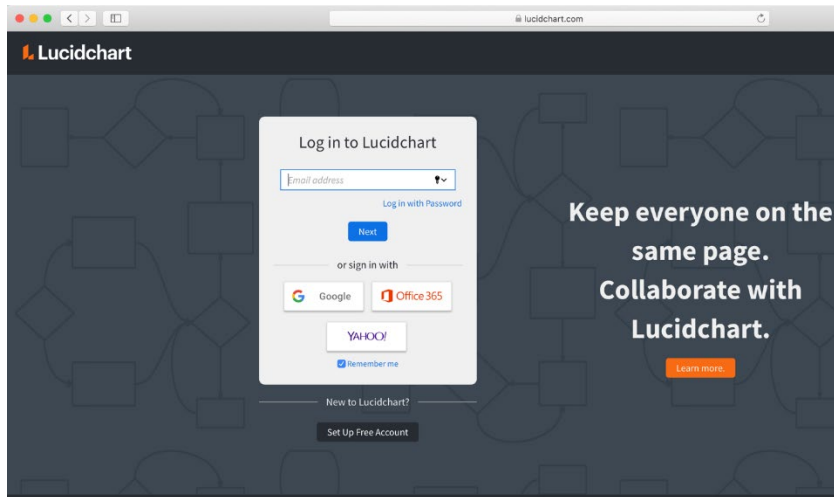 lucidchart.com
Lucidchart
Log in to Lucidchart
Email address
Log in with Password
Next
or sign in with
Google
Office 365
YAHOO!
Remember me
New to Lucidchart?
Set Up Free Account
Keep everyone on the
same page.
Collaborate with
Lucidchart.
Learn more.